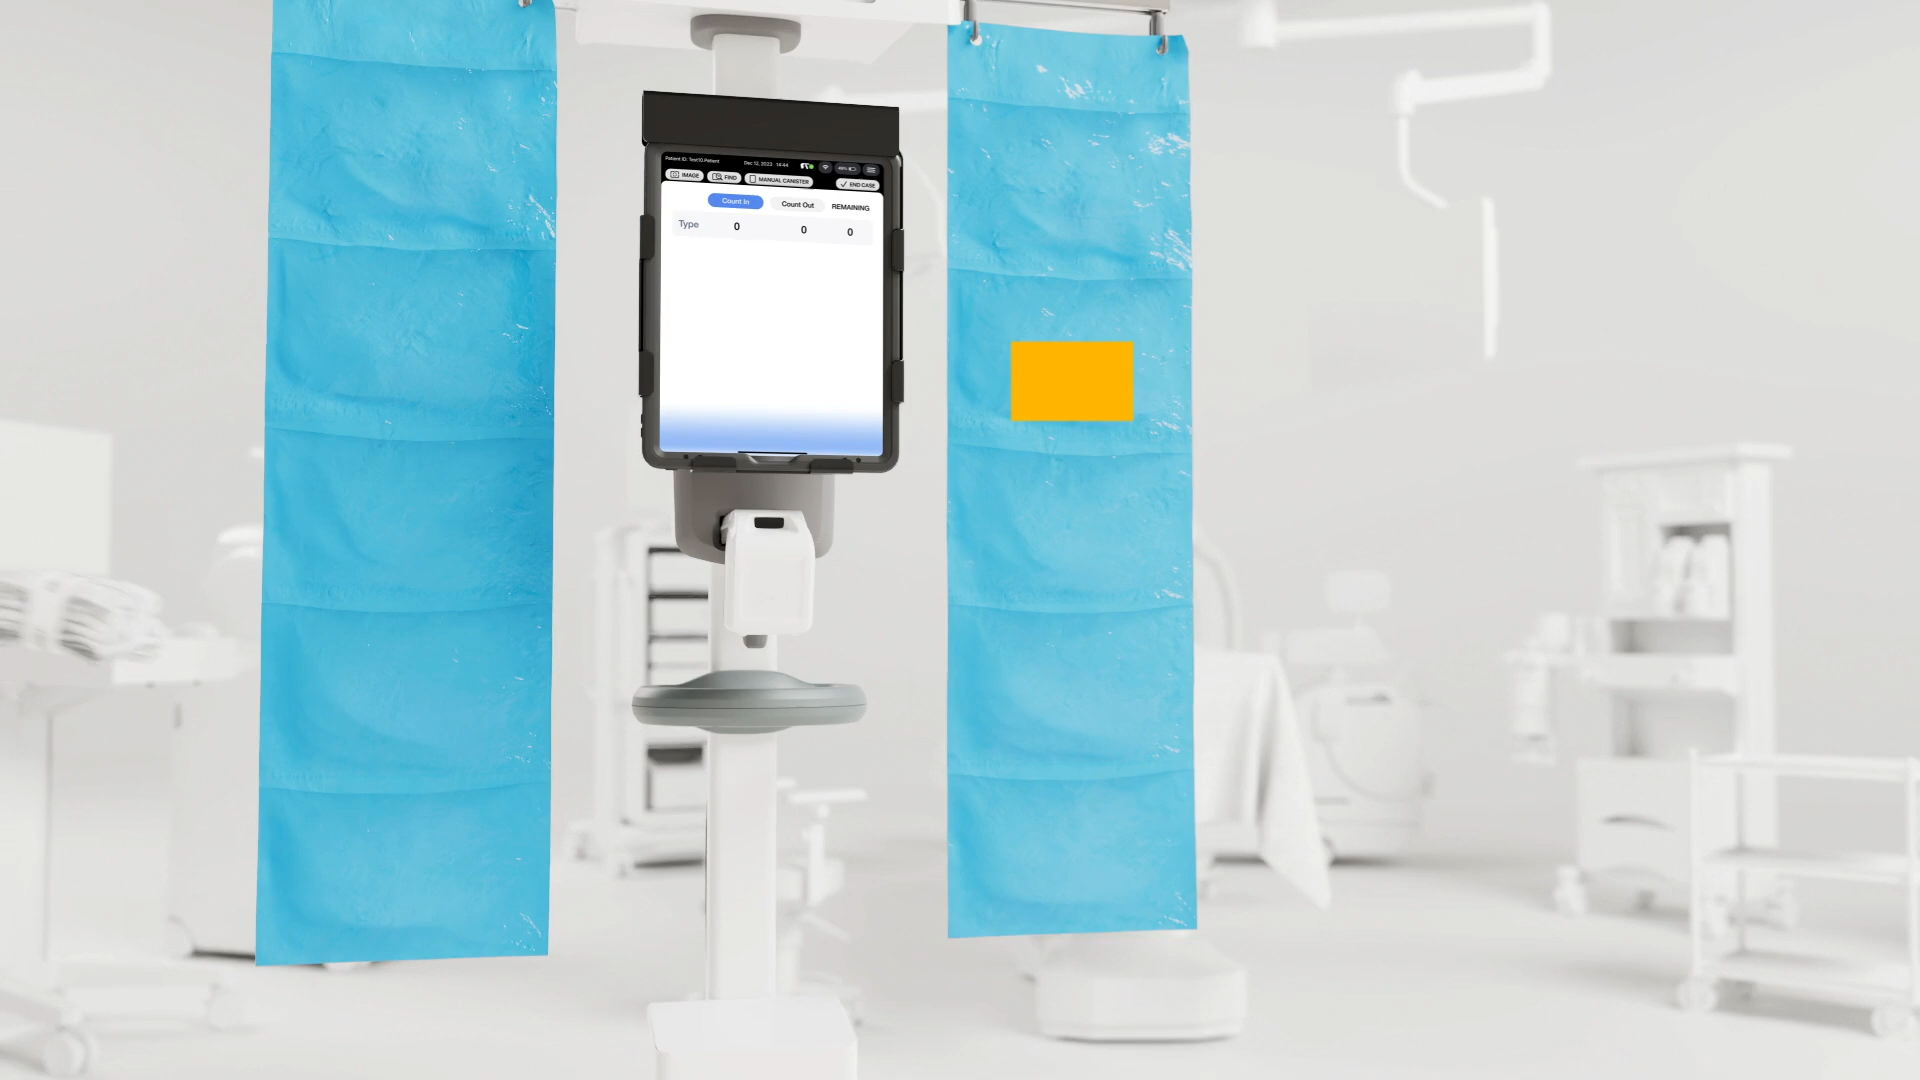 Patient ID: Test10.Patient Dec 12, 2023 14:44
IMAGE FIND MANUAL CANISTER END CASE
Count In Count Out REMAINING
Type 0 0 0